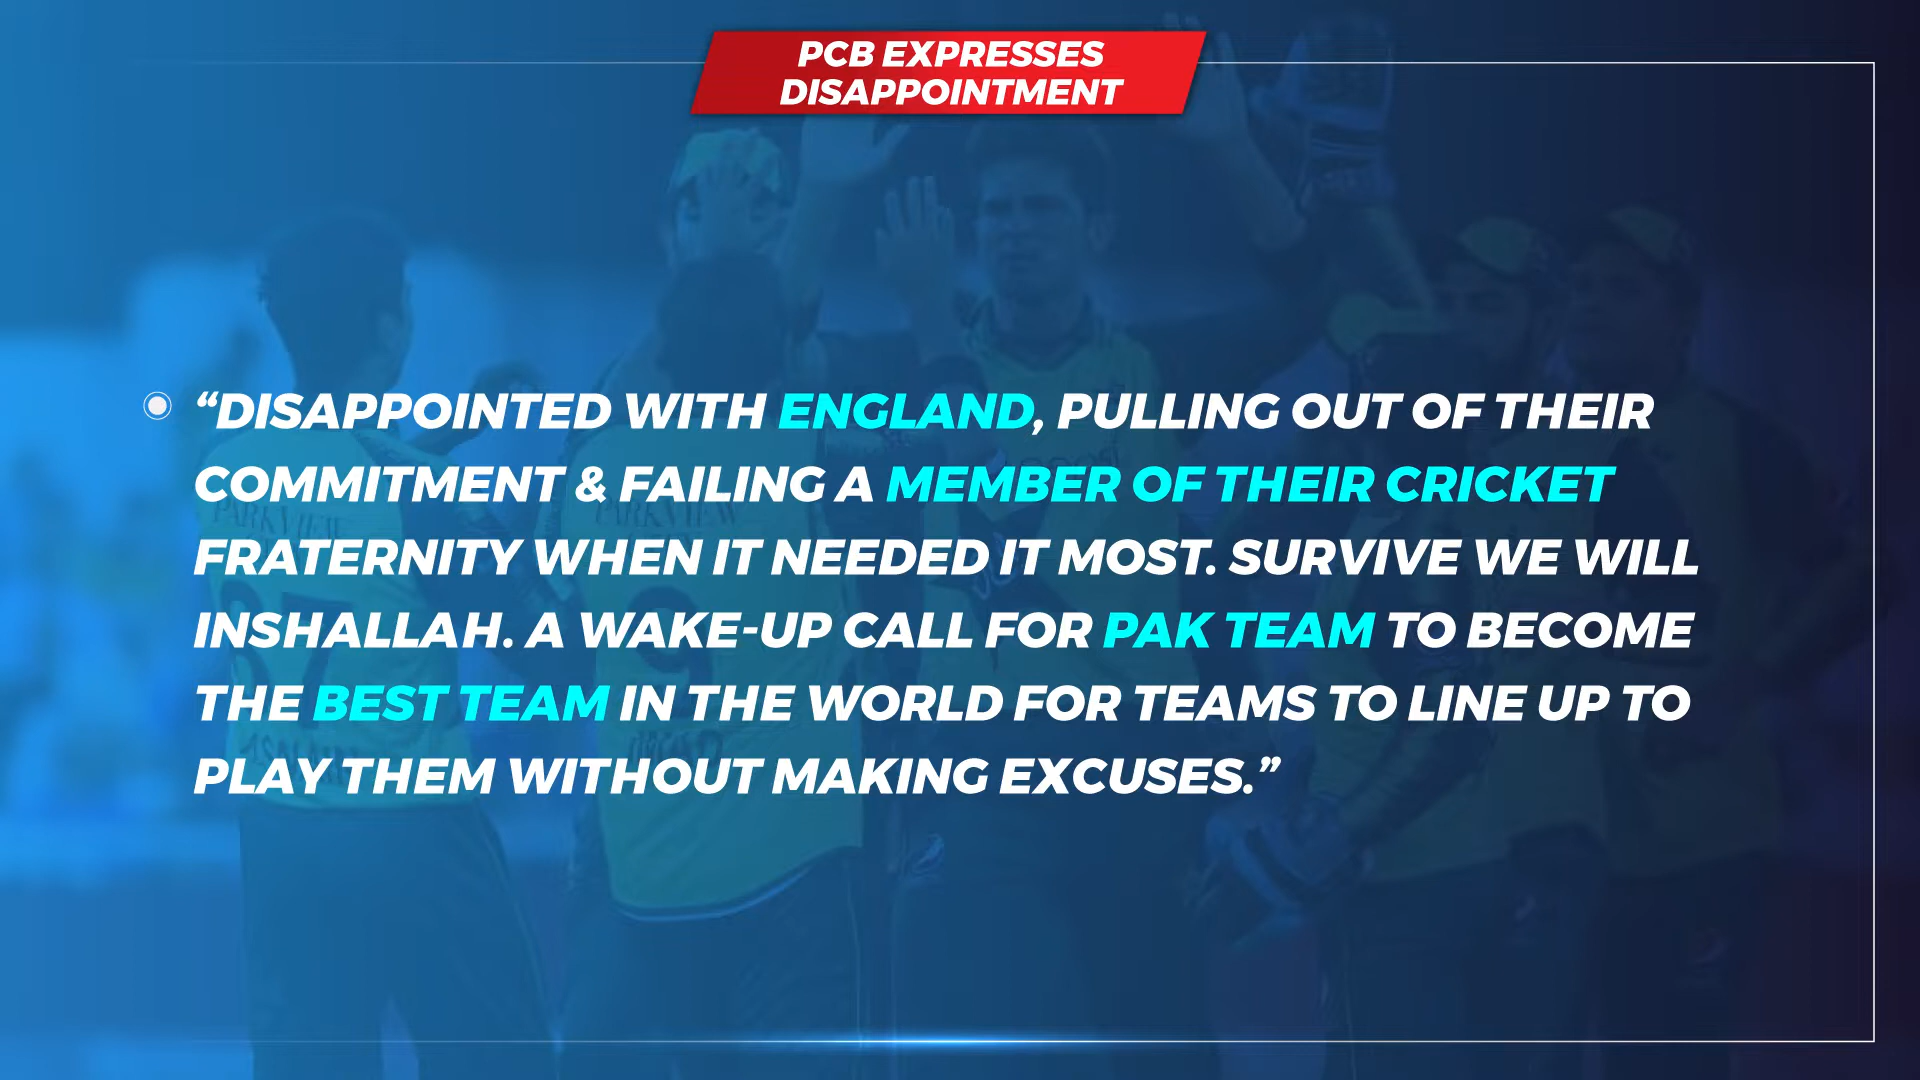 PCB EXPRESSES
DISAPPOINTMENT
“DISAPPOINTED WITH ENGLAND, PULLING OUT OF THEIR
COMMITMENT & FAILING A MEMBER OF THEIR CRICKET
FRATERNITY WHEN IT NEEDED IT MOST. SURVIVE WE WILL
INSHALLAH. A WAKE-UP CALL FOR PAK TEAM TO BECOME
THE BEST TEAM IN THE WORLD FOR TEAMS TO LINE UP TO
PLAY THEM WITHOUT MAKING EXCUSES.”
PARKVIEW
PARKVIEW